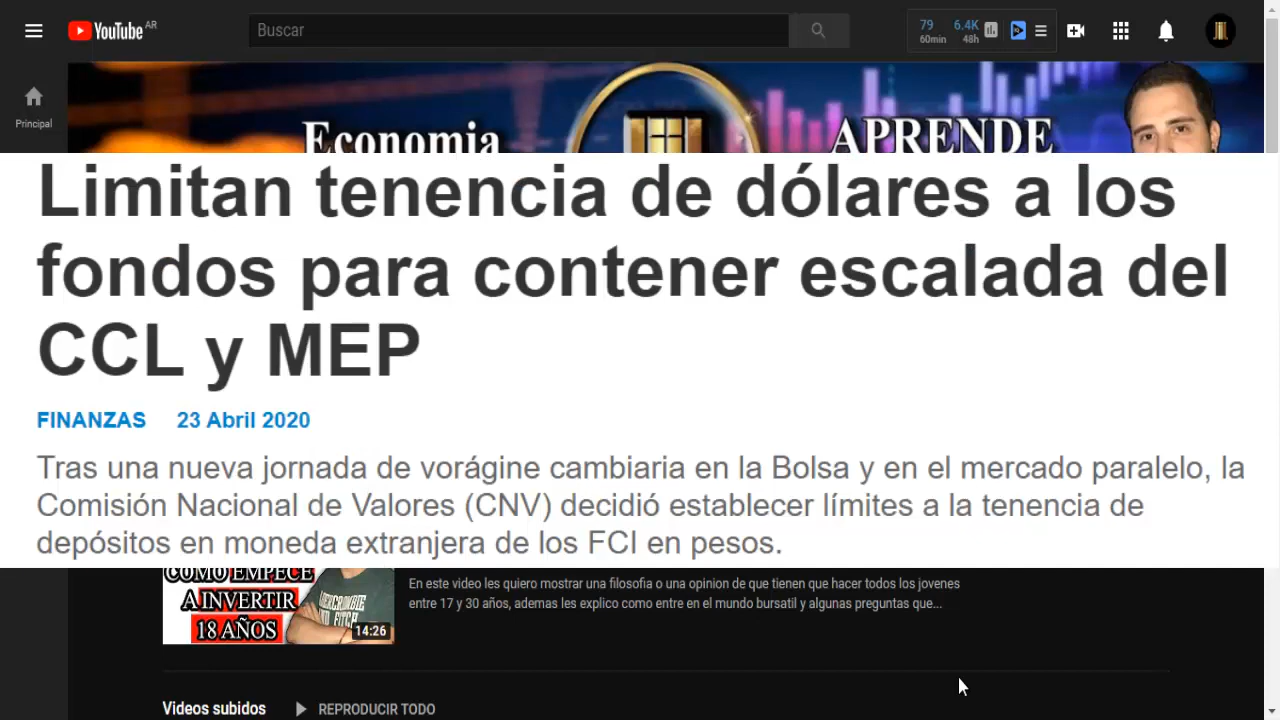 YouTube AR
Buscar
79 6.4K
60min 48h
Principal
Economia
APRENDE
Limitan tenencia de dólares a los
fondos para contener escalada del
CCL y MEP
FINANZAS 23 Abril 2020
Tras una nueva jornada de vorágine cambiaria en la Bolsa y en el mercado paralelo, la
Comisión Nacional de Valores (CNV) decidió establecer límites a la tenencia de
depósitos en moneda extranjera de los FCI en pesos.
COMO EMPECE
A INVERTIR
18 AÑOS
ABERCROMBIE
AND FITCH
14:26
En este video les quiero mostrar una filosofia o una opinion de que tienen que hacer todos los jovenes
entre 17 y 30 años, ademas les explico como entre en el mundo bursatil y algunas preguntas que...
Videos subidos
REPRODUCIR TODO